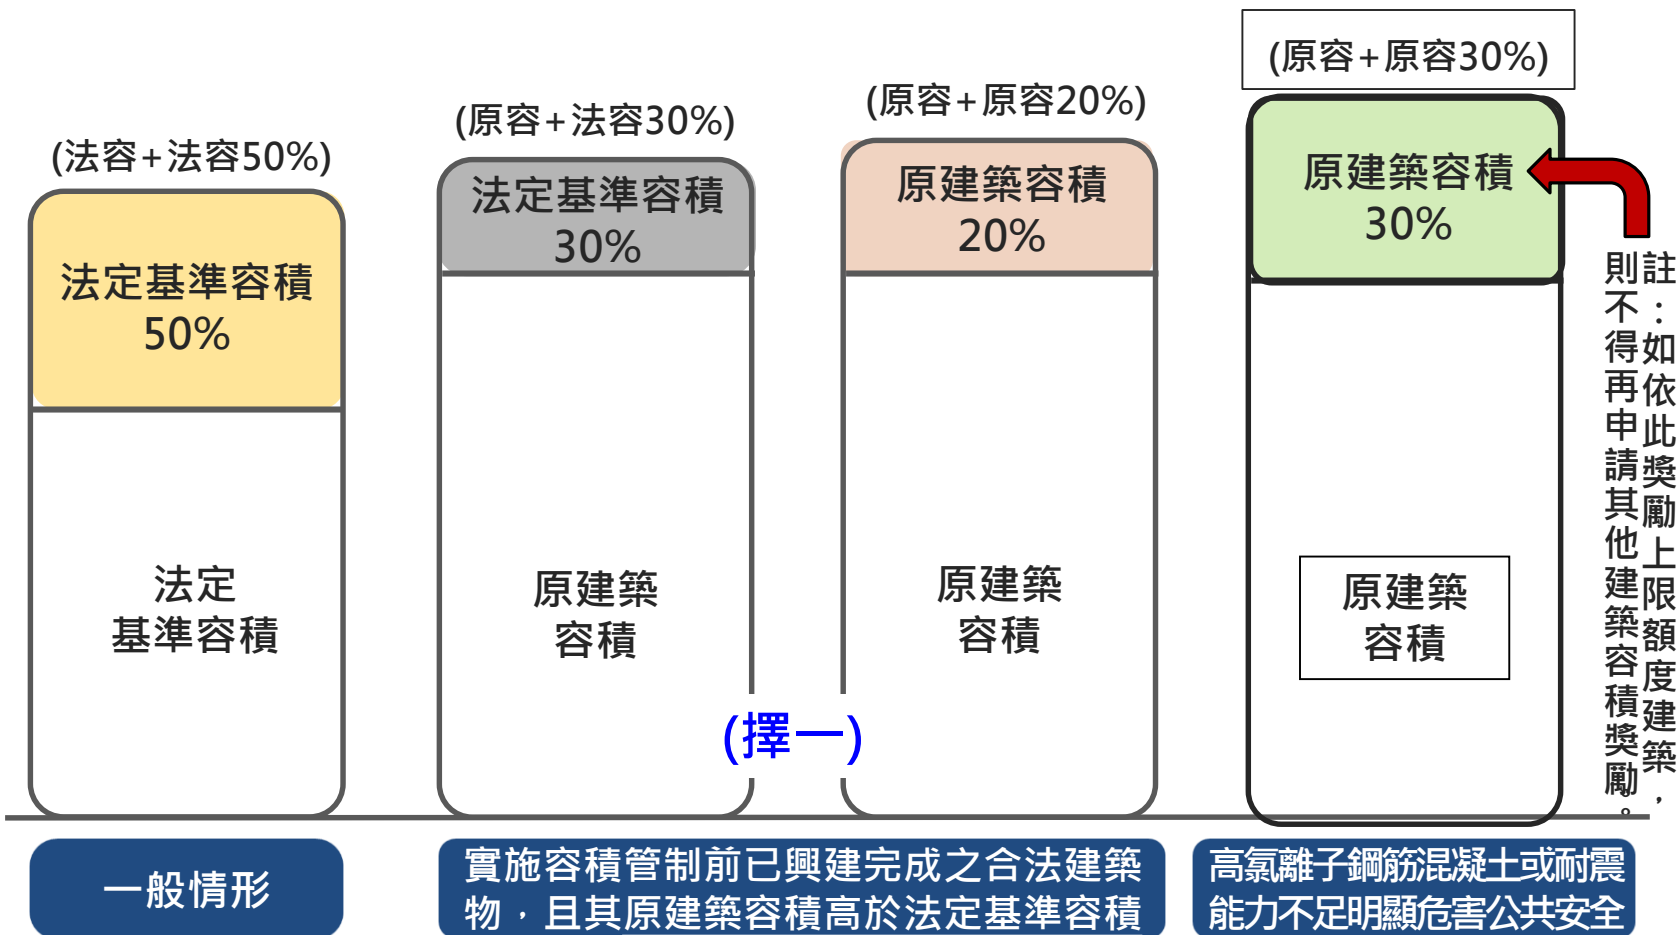 (法容+法容50%)
法定基準容積
50%
法定
基準容積
一般情形
(原容+法容30%)
法定基準容積
30%
原建築
容積
(擇一)
(原容+原容20%)
原建築容積
20%
原建築
容積
實施容積管制前已興建完成之合法建築
物，且其原建築容積高於法定基準容積
(原容+原容30%)
原建築容積
30%
原建築
容積
高氯離子鋼筋混凝土或耐震
能力不足明顯危害公共安全
註：如依此獎勵上限額度建築，
則不得再申請其他建築容積獎勵。